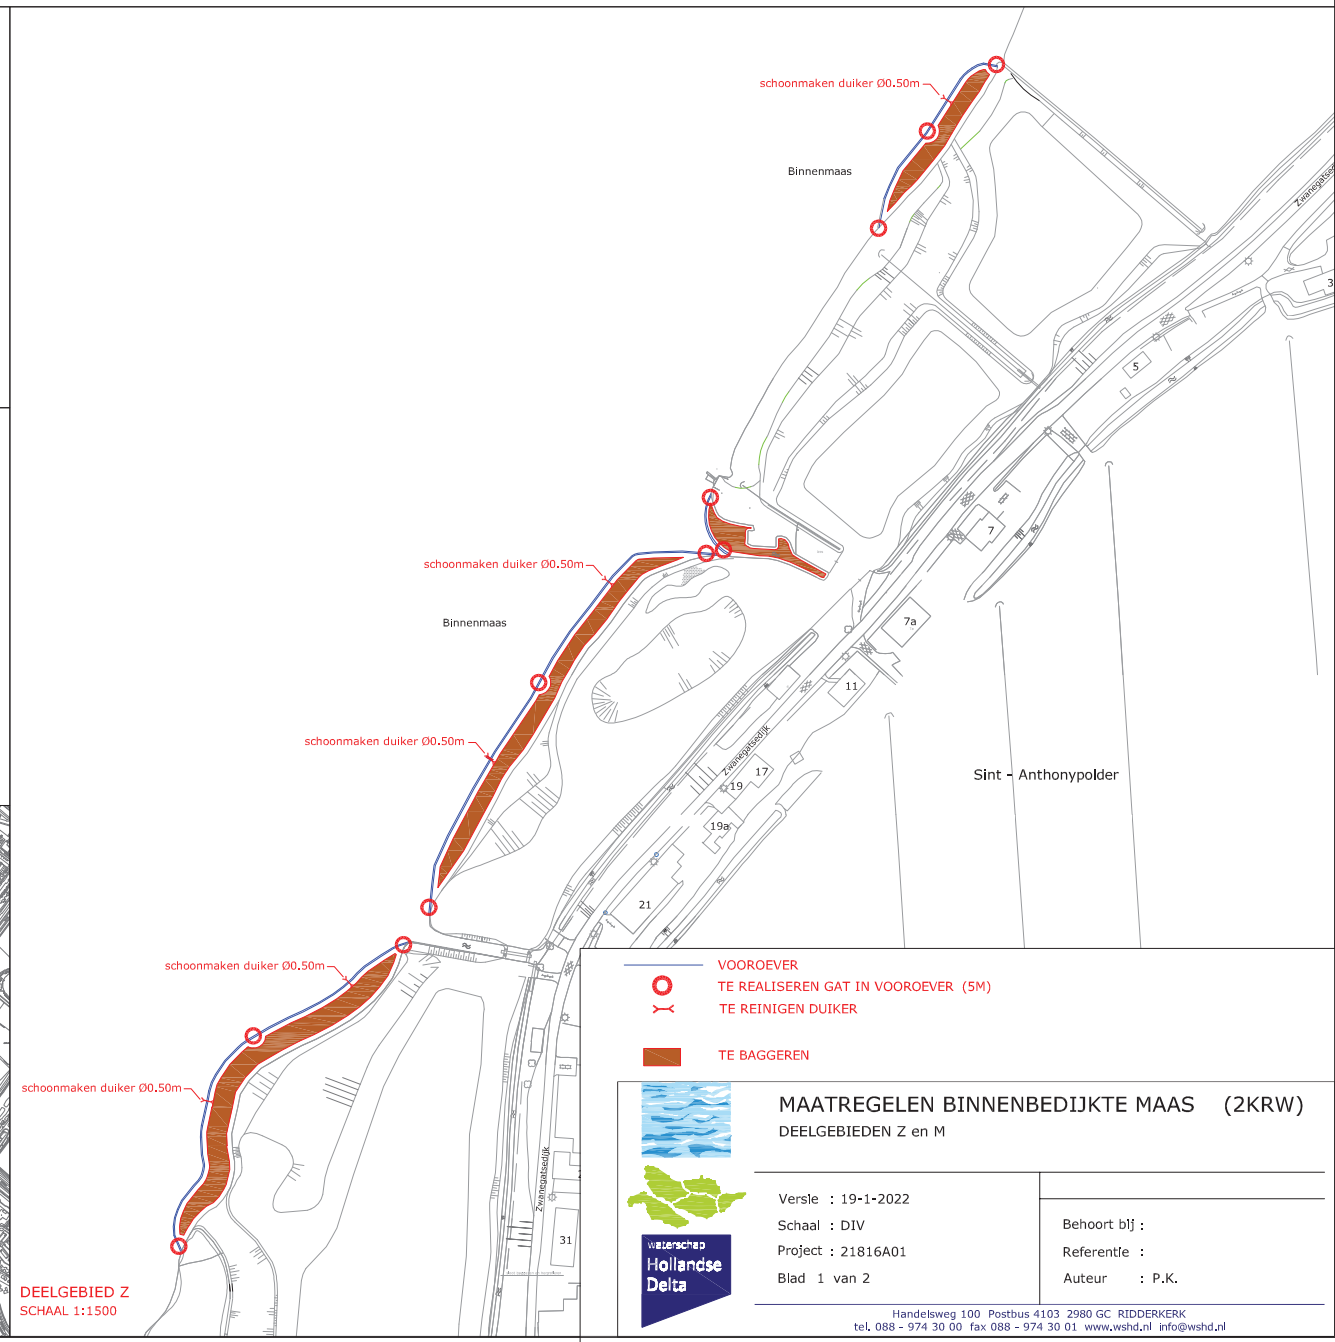 schoonmaken duiker Ø0.50m
Binnenmaas
Zwanegatsedijk
3
5
7
schoonmaken duiker Ø0.50m
Binnenmaas
7a
11
schoonmaken duiker Ø0.50m
Zwanegatsedijk
17
19
19a
Sint - Anthonypolder
21
schoonmaken duiker Ø0.50m
schoonmaken duiker Ø0.50m
Zwanegatsedijk
31
DEELGEBIED Z
SCHAAL 1:1500
VOOROEVER
TE REALISEREN GAT IN VOOROEVER (5M)
TE REINIGEN DUIKER
TE BAGGEREN
MAATREGELEN BINNENBEDIJKTE MAAS (2KRW)
DEELGEBIEDEN Z en M
Versie : 19-1-2022
Schaal : DIV
Project : 21816A01
Blad 1 van 2
Behoort bij :
Referentie :
Auteur : P.K.
waterschap
Hollandse
Delta
Handelsweg 100 Postbus 4103 2980 GC RIDDERKERK
tel. 088 - 974 30 00 fax 088 - 974 30 01 www.wshd.nl info@wshd.nl